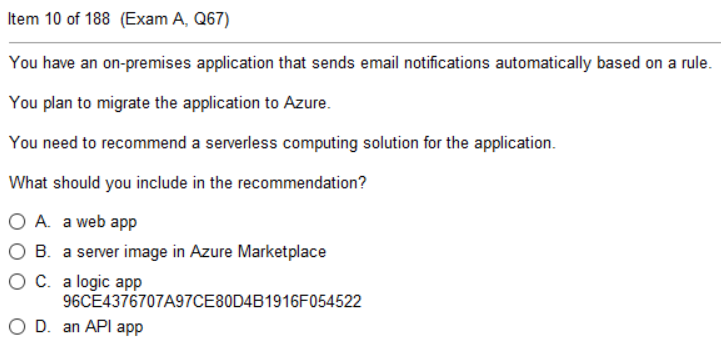 Item 10 of 188 (Exam A, Q67)
You have an on-premises application that sends email notifications automatically based on a rule.
You plan to migrate the application to Azure.
You need to recommend a serverless computing solution for the application.
What should you include in the recommendation?
A. a web app
B. a server image in Azure Marketplace
C. a logic app
96CE4376707A97CE80D4B1916F054522
D. an API app